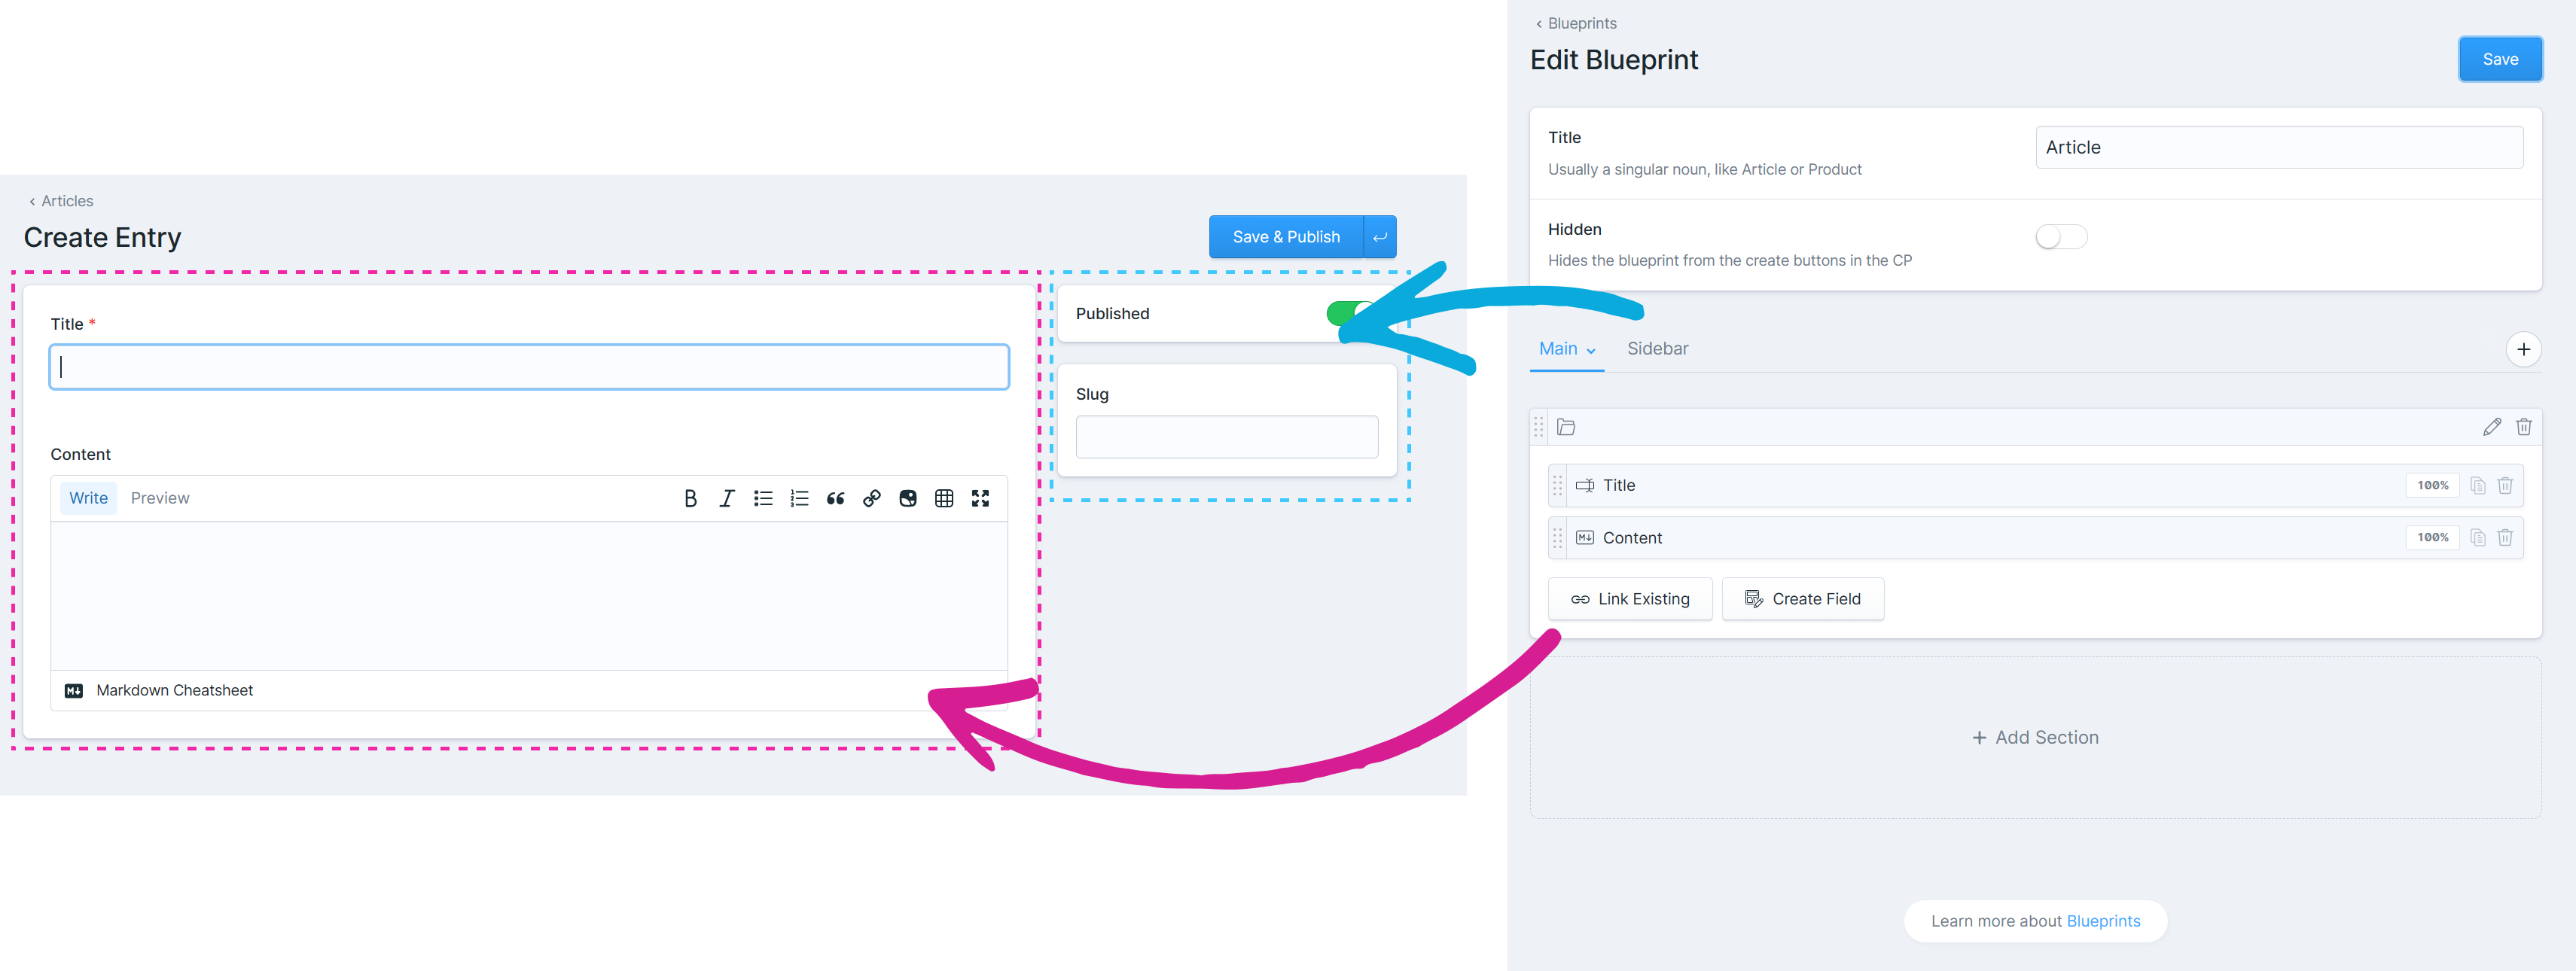 ‹ Articles
Create Entry
Save & Publish
Title *
Content
Write Preview
Markdown Cheatsheet
Published
Slug
‹ Blueprints
Edit Blueprint
Save
Title
Usually a singular noun, like Article or Product
Article
Hidden
Hides the blueprint from the create buttons in the CP
Main Sidebar
Title 100%
Content 100%
Link Existing Create Field
+ Add Section
Learn more about Blueprints